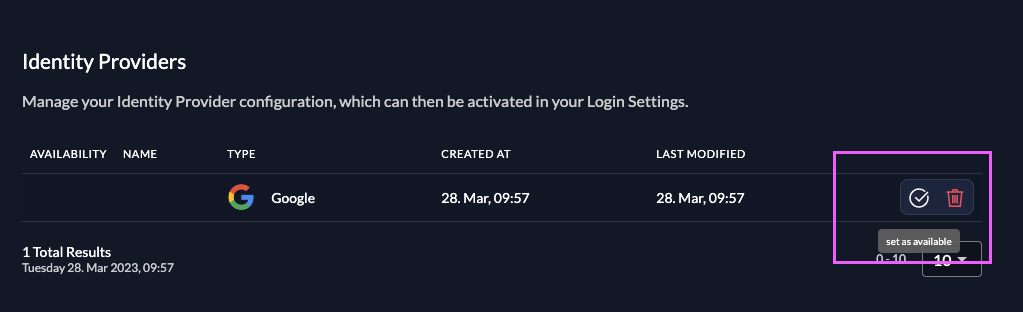 Identity Providers
Manage your Identity Provider configuration, which can then be activated in your Login Settings.
AVAILABILITY NAME TYPE CREATED AT LAST MODIFIED
Google 28. Mar, 09:57 28. Mar, 09:57
set as available
1 Total Results
0 - 10 10
Tuesday 28. Mar 2023, 09:57